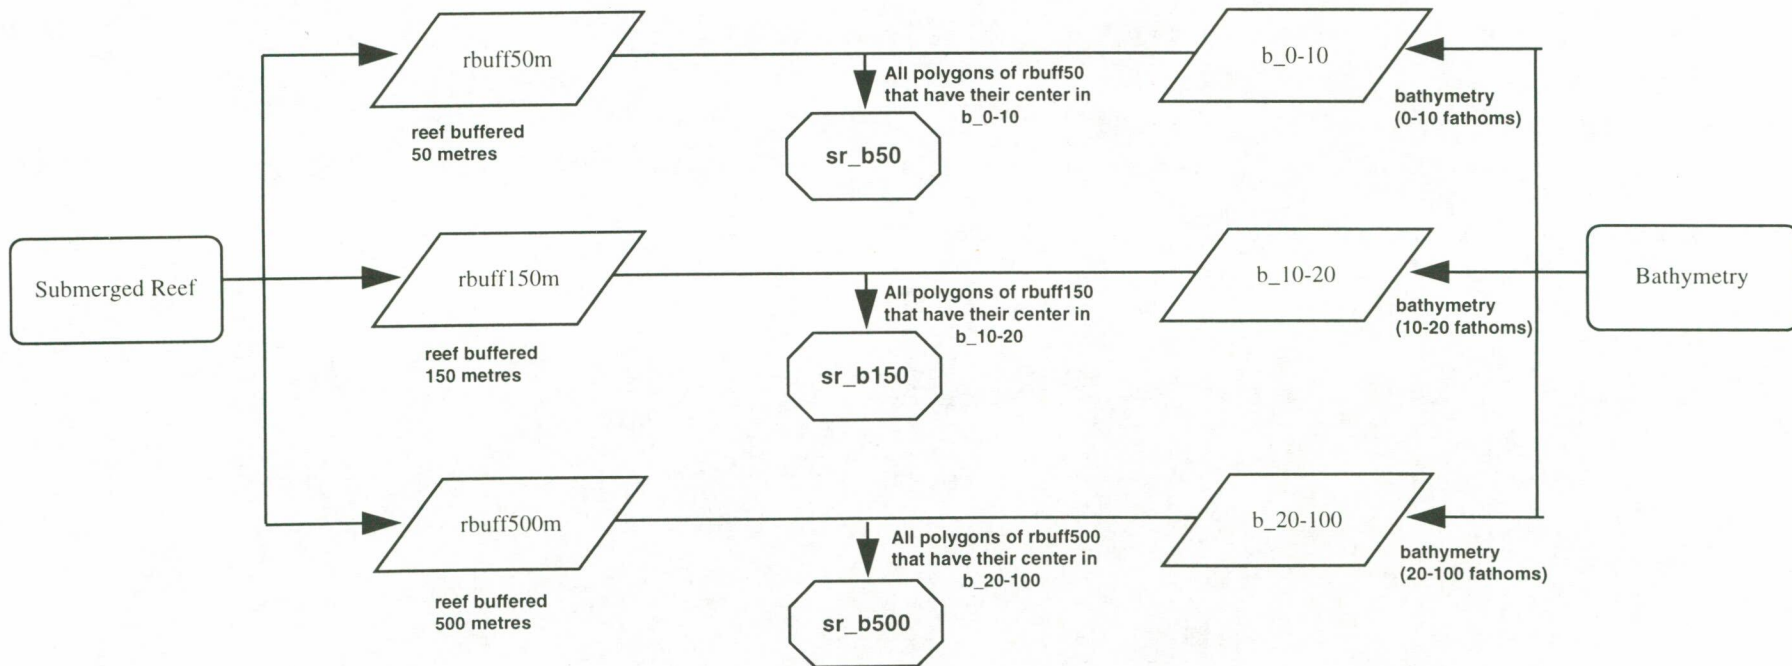 rbuff50m
b_0-10
All polygons of rbuff50
that have their center in
b_0-10
bathymetry
(0-10 fathoms)
reef buffered
50 metres
sr_b50
Submerged Reef
rbuff150m
b_10-20
Bathymetry
All polygons of rbuff150
that have their center in
b_10-20
bathymetry
(10-20 fathoms)
reef buffered
150 metres
sr_b150
rbuff500m
b_20-100
All polygons of rbuff500
that have their center in
b_20-100
bathymetry
(20-100 fathoms)
reef buffered
500 metres
sr_b500